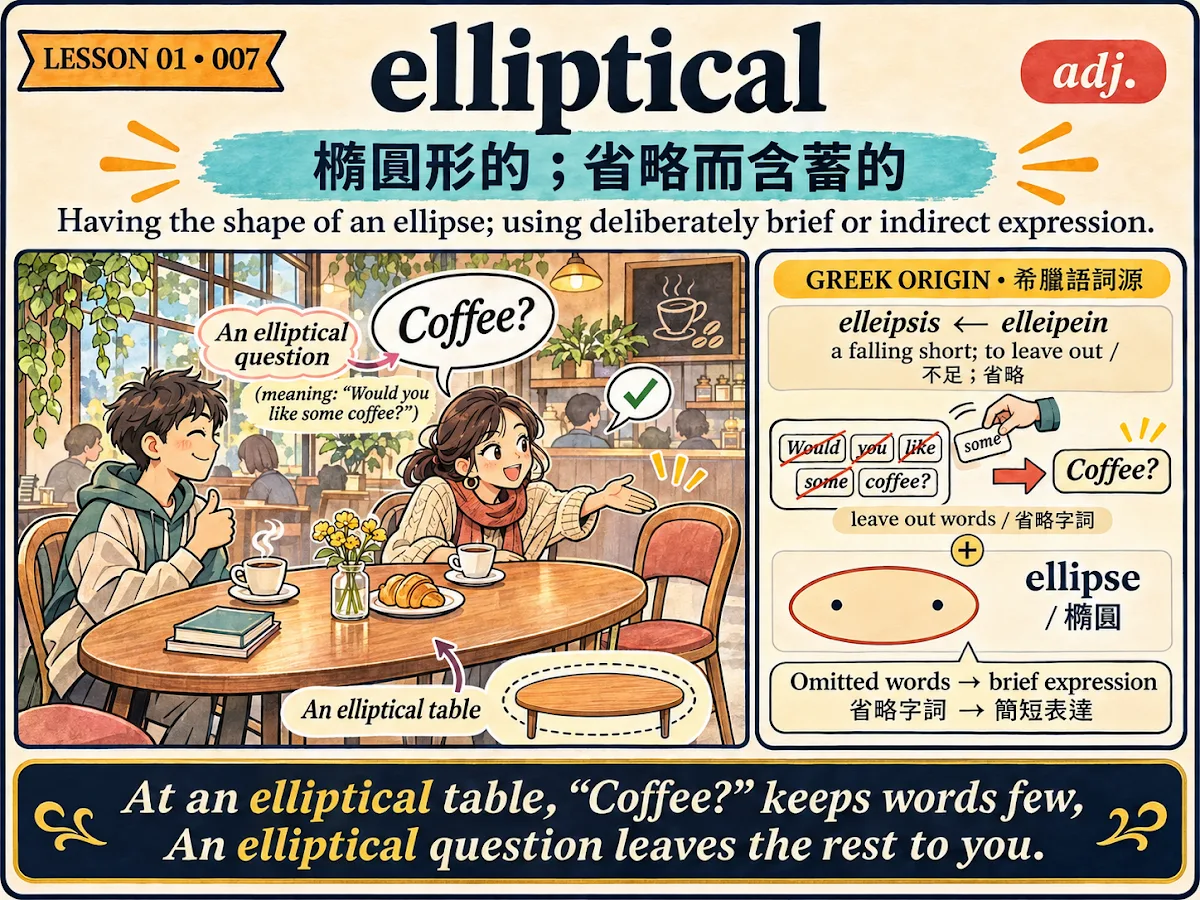 LESSON 01 • 007
elliptical
adj.
橢圓形的；省略而含蓄的
Having the shape of an ellipse; using deliberately brief or indirect expression.
An elliptical
question
Coffee?
(meaning: “Would you
like some coffee?”)
An elliptical table
GREEK ORIGIN • 希臘語詞源
elleipsis ← elleipein
a falling short; to leave out /
不足；省略
Would you like
some coffee?
some
Coffee?
leave out words / 省略字詞
+
ellipse
/ 橢圓
Omitted words → brief expression
省略字詞 → 簡短表達
At an elliptical table, “Coffee?” keeps words few,
An elliptical question leaves the rest to you.